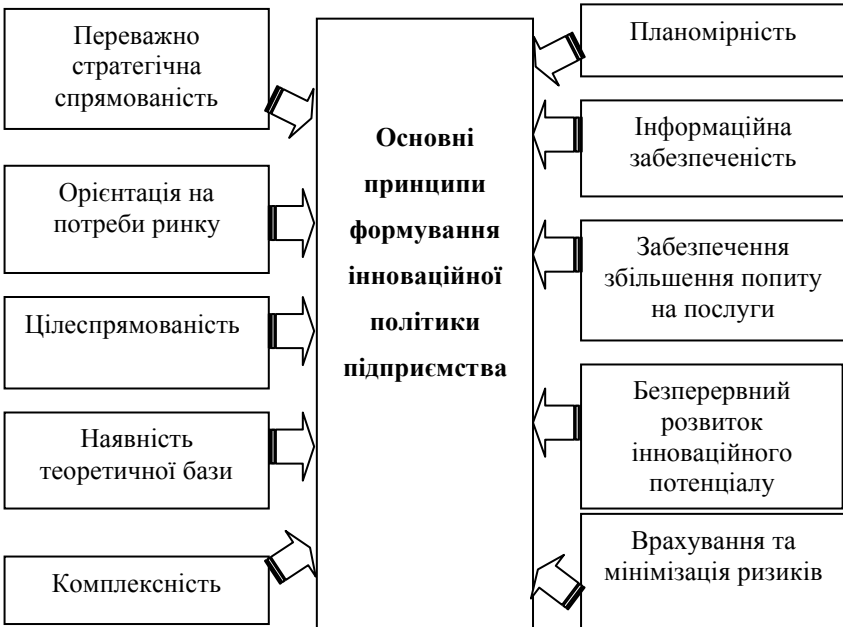 Переважно
стратегічна
спрямованість
Орієнтація на
потреби ринку
Цілеспрямованість
Наявність
теоретичної бази
Комплексність
Основні
принципи
формування
інноваційної
політики
підприємства
Планомірність
Інформаційна
забезпеченість
Забезпечення
збільшення попиту
на послуги
Безперервний
розвиток
інноваційного
потенціалу
Врахування та
мінімізація ризиків